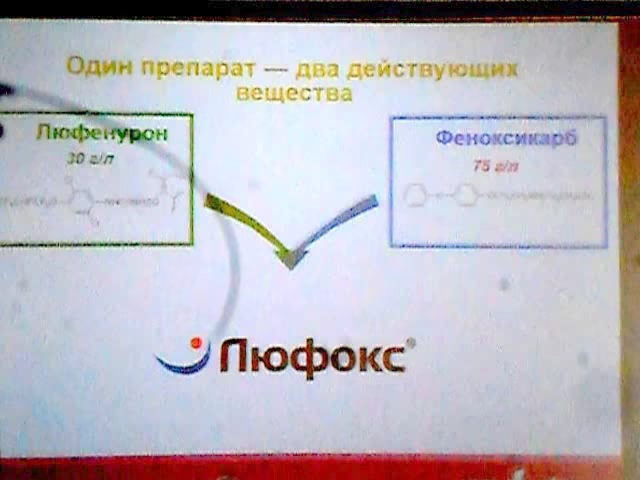 Один препарат — два действующих
вещества
Люфенурон
30 г/л
Феноксикарб
75 г/л
Люфокс®